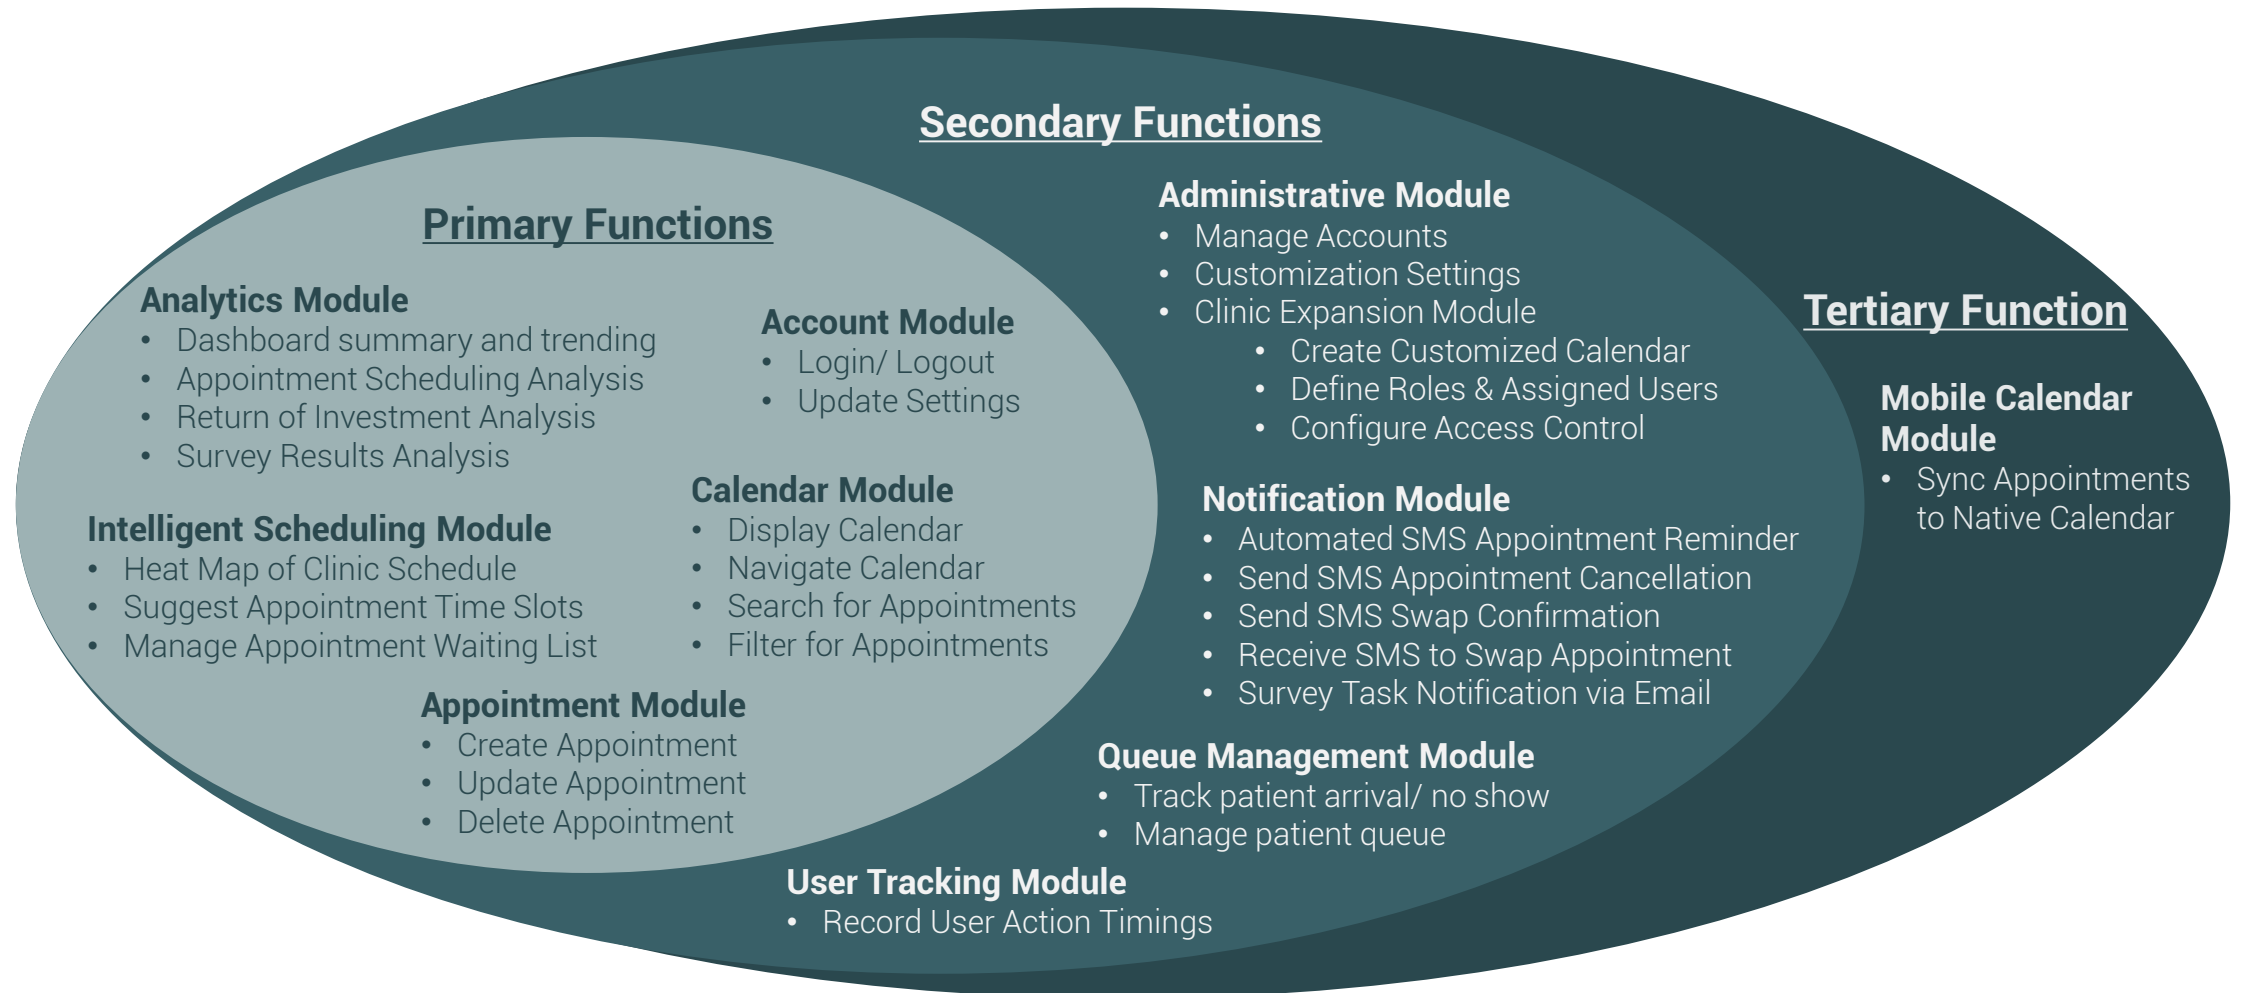 Primary Functions
Analytics Module
• Dashboard summary and trending
• Appointment Scheduling Analysis
• Return of Investment Analysis
• Survey Results Analysis
Account Module
• Login/ Logout
• Update Settings
Intelligent Scheduling Module
• Heat Map of Clinic Schedule
• Suggest Appointment Time Slots
• Manage Appointment Waiting List
Calendar Module
• Display Calendar
• Navigate Calendar
• Search for Appointments
• Filter for Appointments
Appointment Module
• Create Appointment
• Update Appointment
• Delete Appointment
Secondary Functions
Administrative Module
• Manage Accounts
• Customization Settings
• Clinic Expansion Module
• Create Customized Calendar
• Define Roles & Assigned Users
• Configure Access Control
Notification Module
• Automated SMS Appointment Reminder
• Send SMS Appointment Cancellation
• Send SMS Swap Confirmation
• Receive SMS to Swap Appointment
• Survey Task Notification via Email
Queue Management Module
• Track patient arrival/ no show
• Manage patient queue
User Tracking Module
• Record User Action Timings
Tertiary Function
Mobile Calendar
Module
• Sync Appointments
to Native Calendar